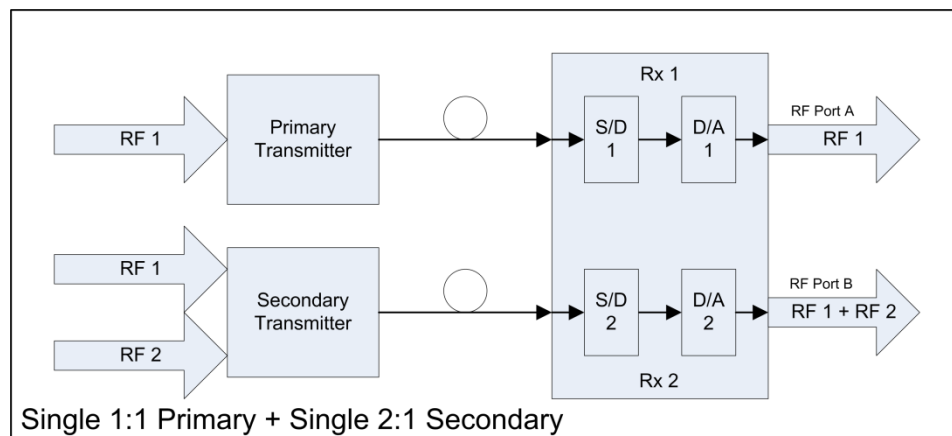 Rx 1
RF 1
Primary
Transmitter
S/D
1
D/A
1
RF Port A
RF 1
RF 1
RF 2
Secondary
Transmitter
S/D
2
D/A
2
RF Port B
RF 1 + RF 2
Rx 2
Single 1:1 Primary + Single 2:1 Secondary